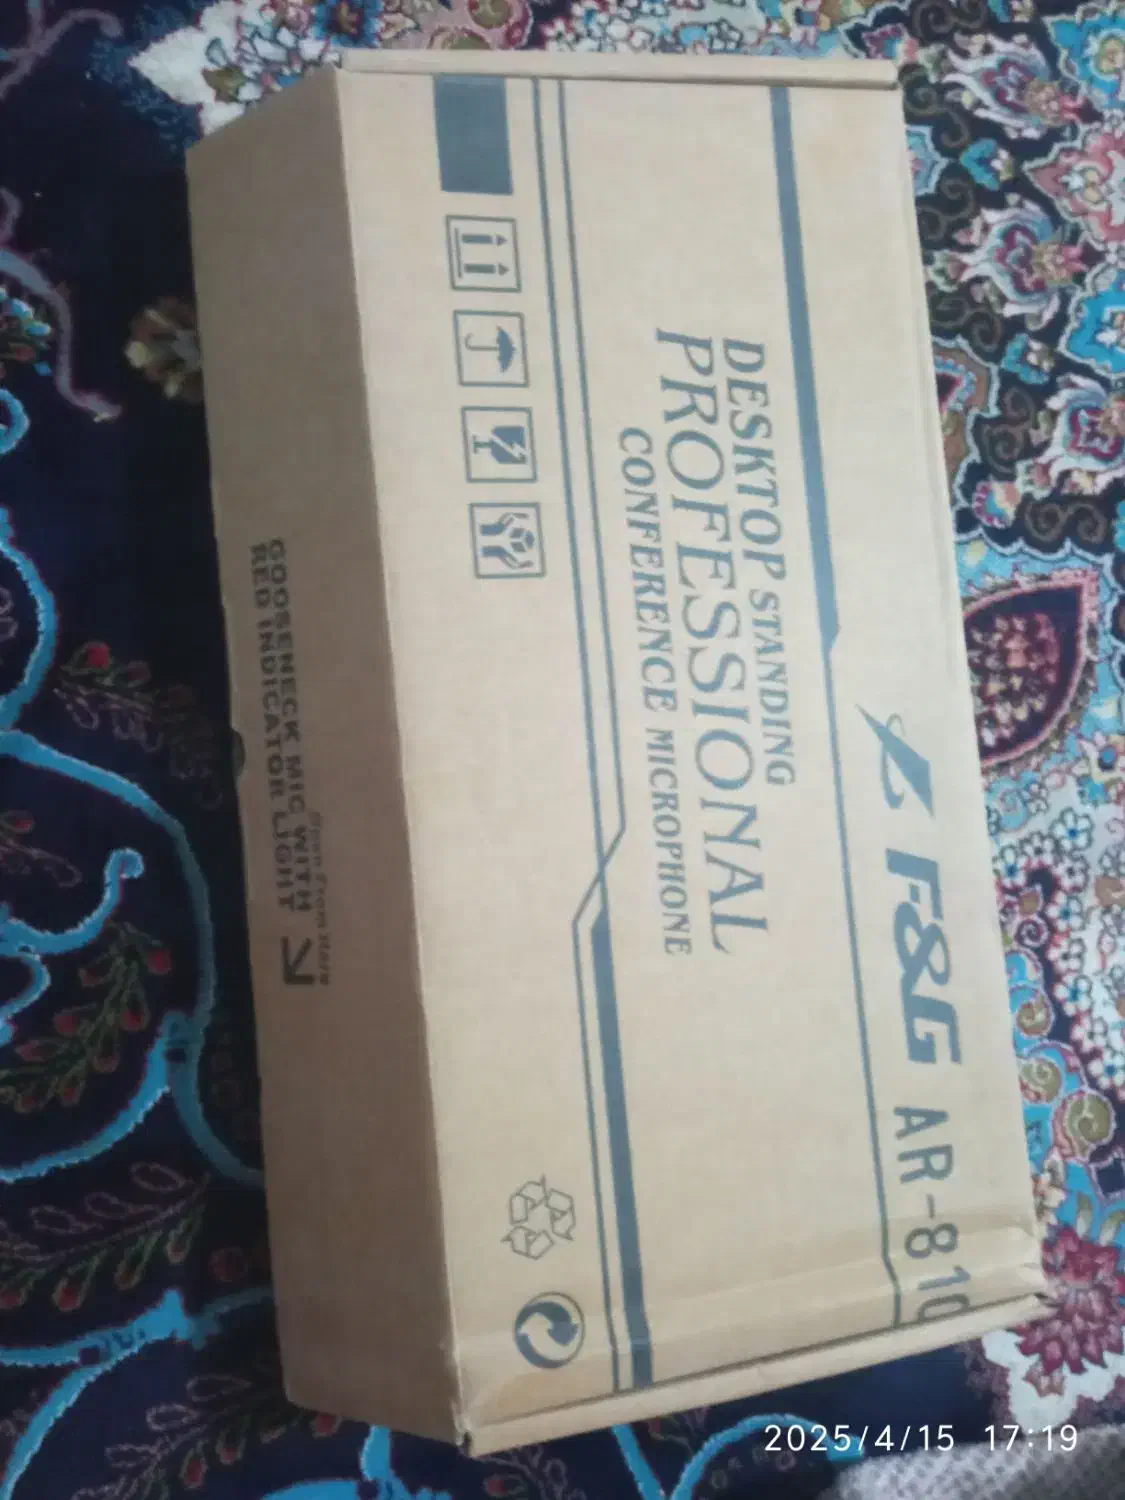 F&G AR-810
DESKTOP STANDING
PROFESSIONAL
CONFERENCE MICROPHONE
Open From Here
GOOSENECK MIC WITH
RED INDICATOR LIGHT
2025/4/15 17:19